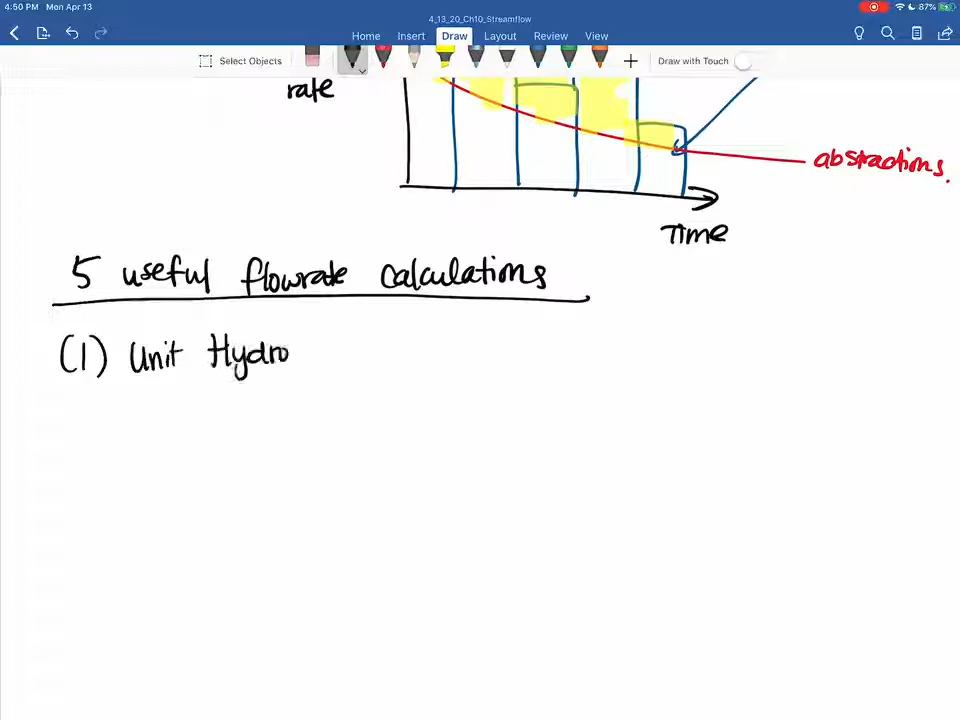 4:50 PM Mon Apr 13
87%
4_13_20_Ch10_Streamflow
Home Insert Draw Layout Review View
Select Objects
Draw with Touch
rate
abstractions.
Time
5 useful flowrate calculations
(1) Unit Hydro